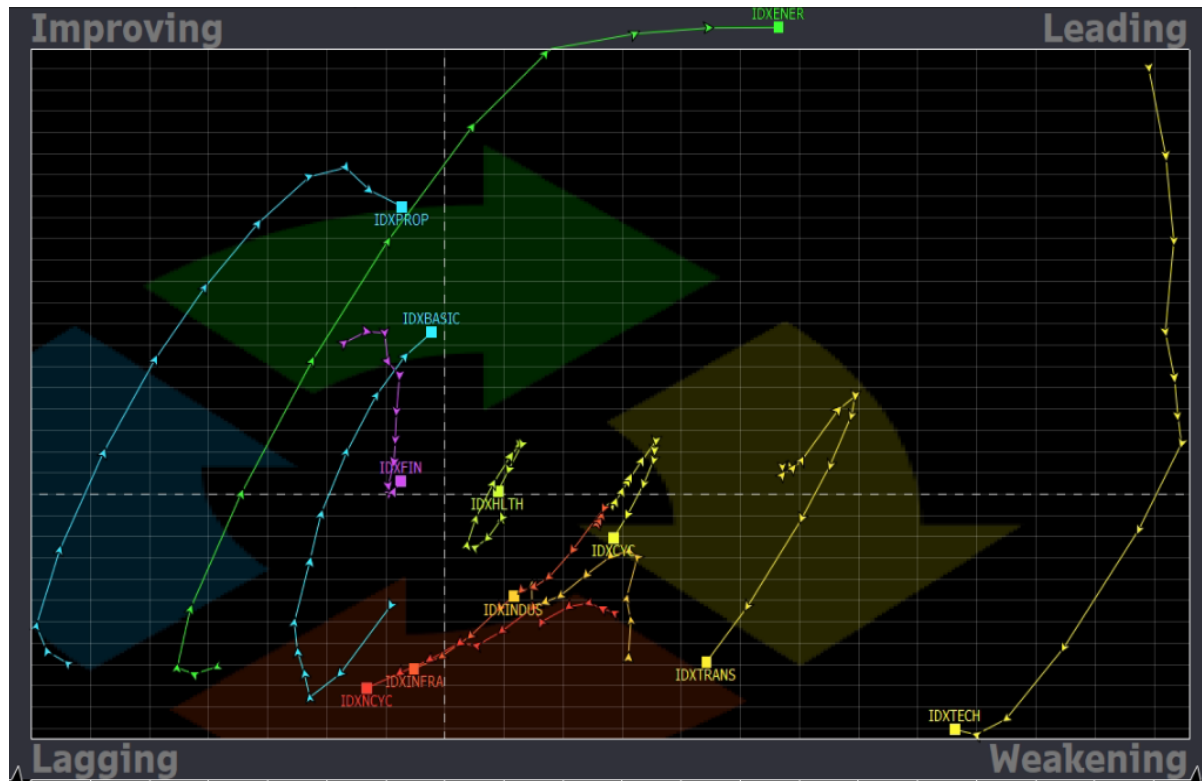 IDXENER
Improving
Leading
IDXPROP
IDXBASIC
IDXFIN
IDXHLTH
IDXCYC
IDXINDUS
IDXTRANS
IDXINFRA
IDXNCYC
IDXTECH
Lagging
Weakening